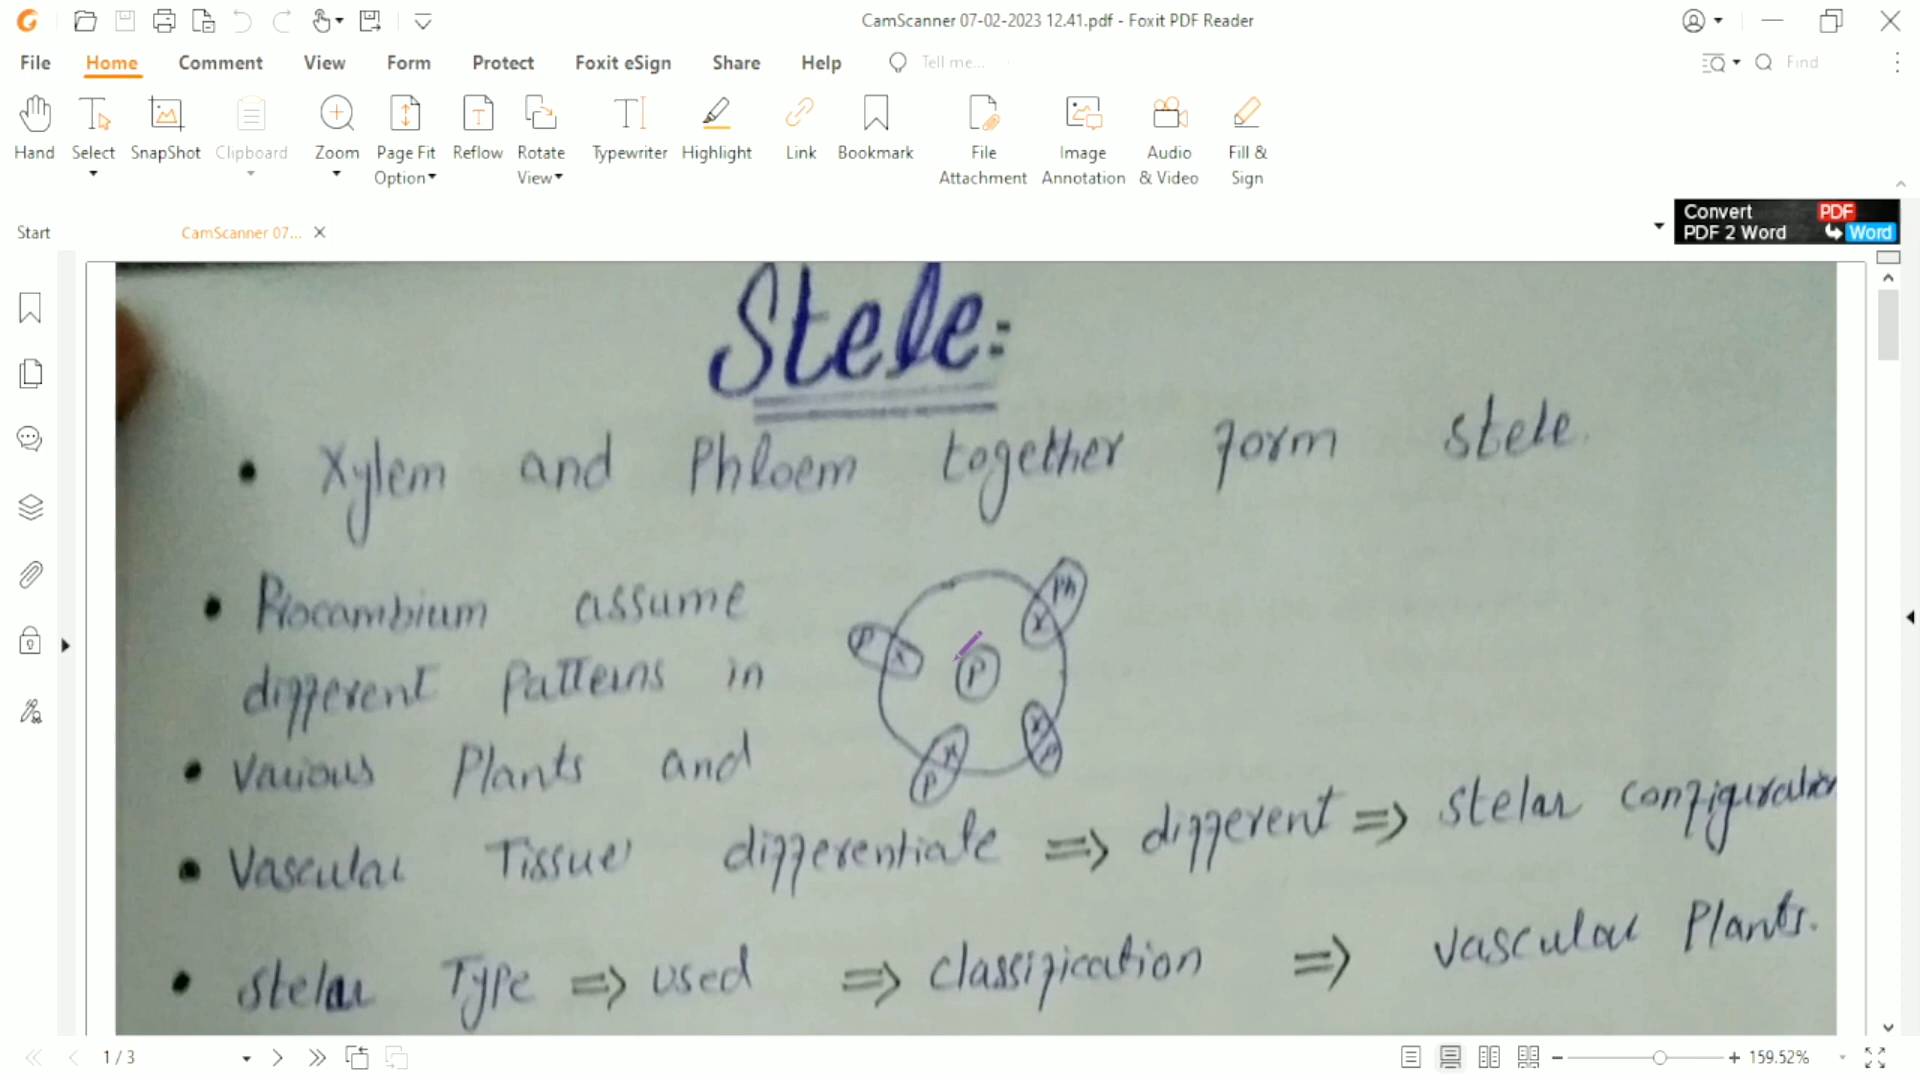 CamScanner 07-02-2023 12.41.pdf - Foxit PDF Reader
File Home Comment View Form Protect Foxit eSign Share Help Tell me... Find
Hand Select SnapShot Clipboard Zoom Page Fit Option Reflow Rotate View Typewriter Highlight Link Bookmark File Attachment Image Annotation Audio & Video Fill & Sign
Convert PDF
PDF 2 Word Word
Start CamScanner 07...
Stele:
• Xylem and Phloem together form stele.
• Procambium assume
different Patterns in
• Various Plants and
• Vascular Tissue differentiate ⇒ different ⇒ stelar configuration
• Stelar Type ⇒ used ⇒ classification ⇒ vascular Plants.
Ph
X
P X
P
X
P
X
P
1 / 3
159.52%